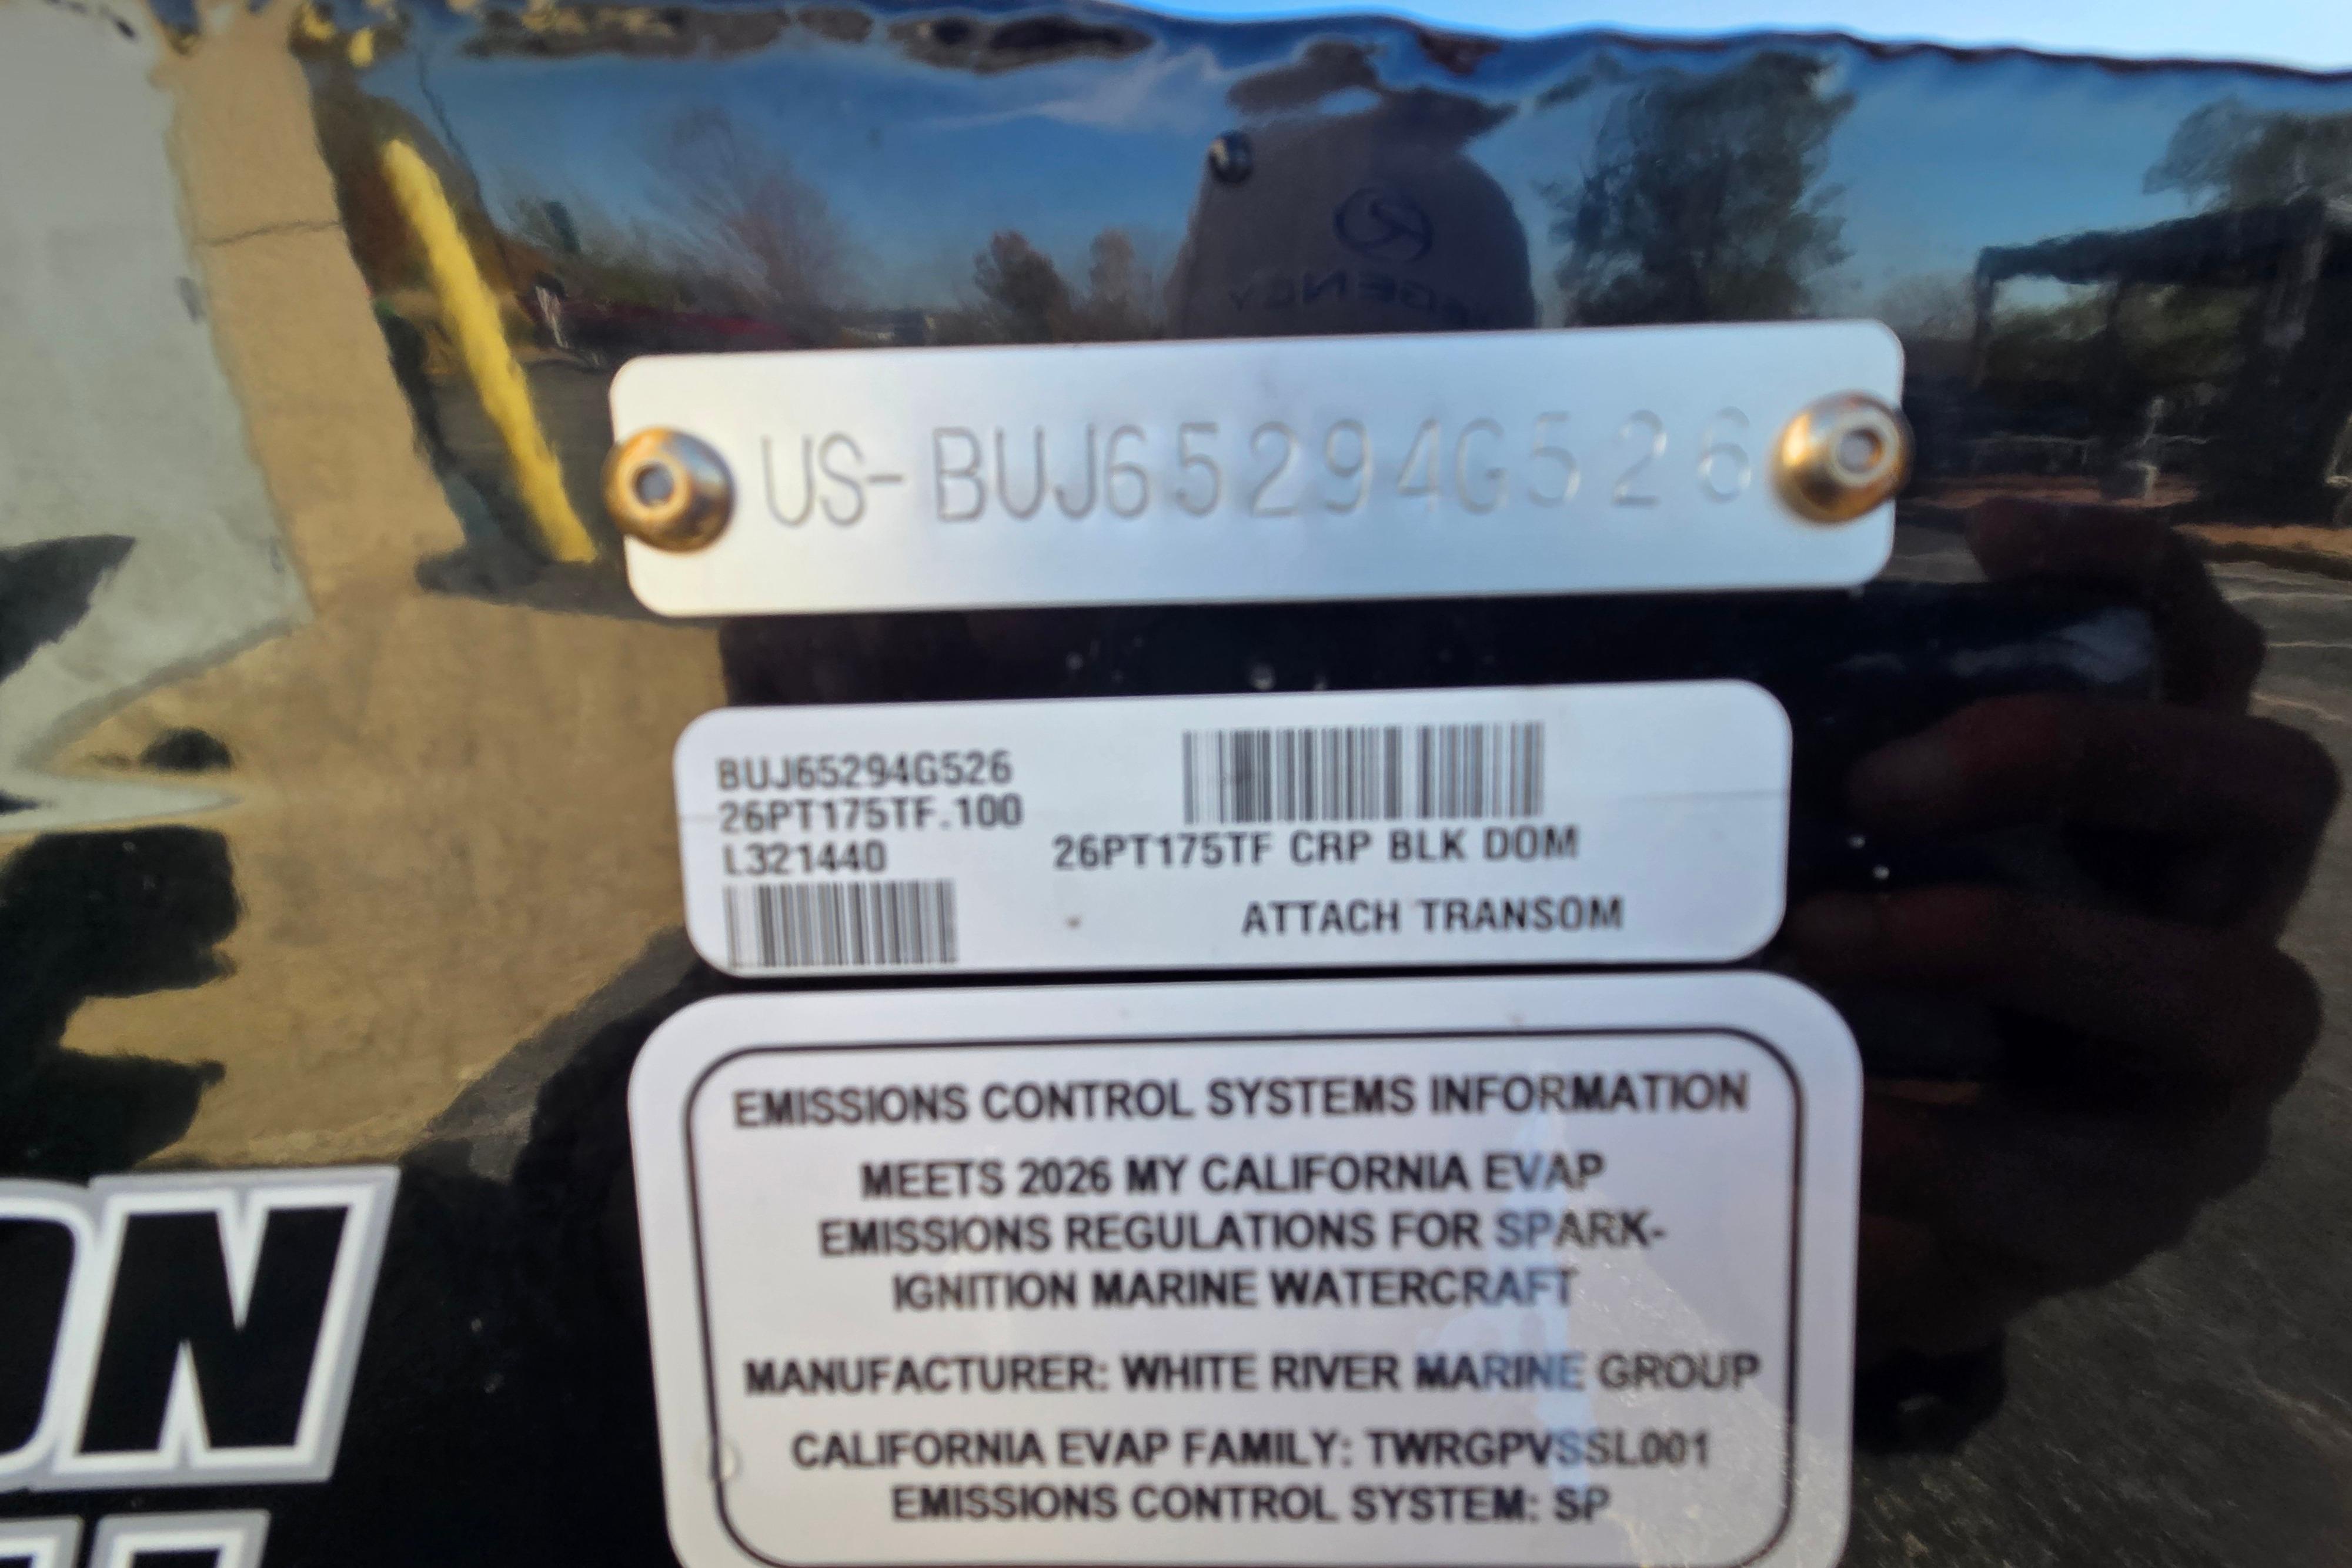 REGENCY
US-BUJ65294G526
BUJ65294G526
26PT175TF.100
L321440
26PT175TF CRP BLK DOM
ATTACH TRANSOM
EMISSIONS CONTROL SYSTEMS INFORMATION
MEETS 2026 MY CALIFORNIA EVAP
EMISSIONS REGULATIONS FOR SPARK-
IGNITION MARINE WATERCRAFT
MANUFACTURER: WHITE RIVER MARINE GROUP
CALIFORNIA EVAP FAMILY: TWRGPVSSL001
EMISSIONS CONTROL SYSTEM: SP
ON